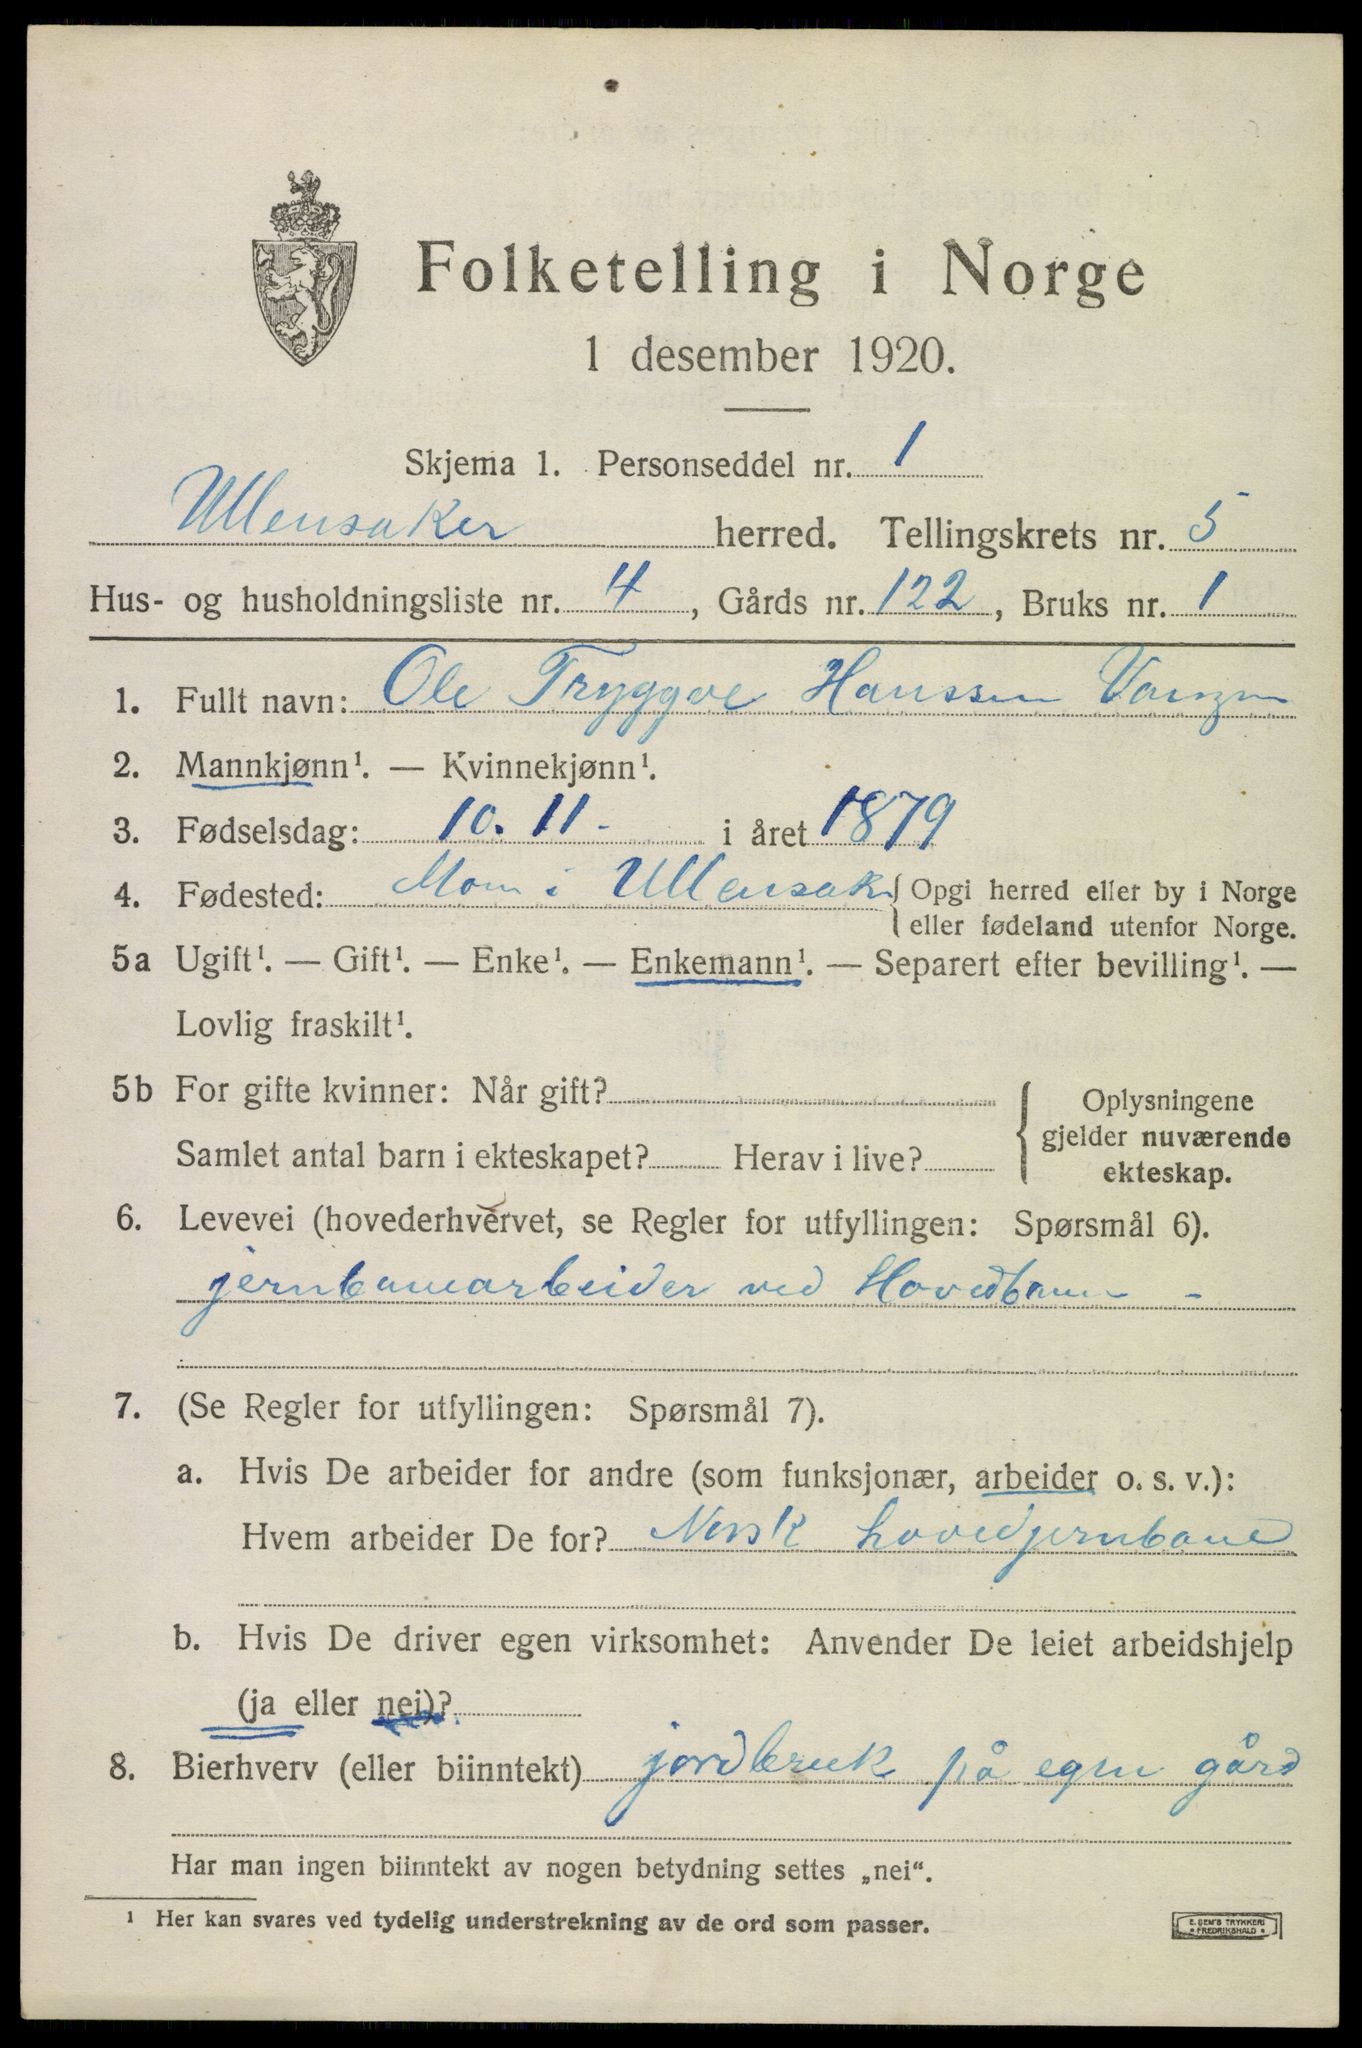 Folketelling i Norge
1 desember 1920.
Skjema 1. Personseddel nr. 1
Ullensaker herred. Tellingskrets nr. 5
Hus- og husholdningsliste nr. 4, Gårds nr. 122, Bruks nr. 1
1. Fullt navn: Ole Tryggve Hanssen
2. Mannkjønn¹. — Kvinnekjønn¹.
3. Fødselsdag: 10. 11 - i året 1879
4. Fødested: i Ullensaker { Opgi herred eller by i Norge
eller fødeland utenfor Norge.
5a Ugift¹. — Gift¹. — Enke¹. — Enkemann¹. — Separert efter bevilling¹. —
Lovlig fraskilt¹.
5b For gifte kvinner: Når gift?
Samlet antal barn i ekteskapet? Herav i live?
{ Oplysningene
gjelder nuværende
ekteskap.
6. Levevei (hovederhvervet, se Regler for utfyllingen: Spørsmål 6).
jernbanearbeider ved Hovedbanen -
7. (Se Regler for utfyllingen: Spørsmål 7).
a. Hvis De arbeider for andre (som funksjonær, arbeider o. s. v.):
Hvem arbeider De for? Norsk hovedjernbane
b. Hvis De driver egen virksomhet: Anvender De leiet arbeidshjelp
(ja eller nei)?
8. Bierhverv (eller biinntekt) jordbruk på egen gård
Har man ingen biinntekt av nogen betydning settes „nei“.
¹ Her kan svares ved tydelig understrekning av de ord som passer.
E. SEM'S TRYKKERI
• FREDRIKSHALD •